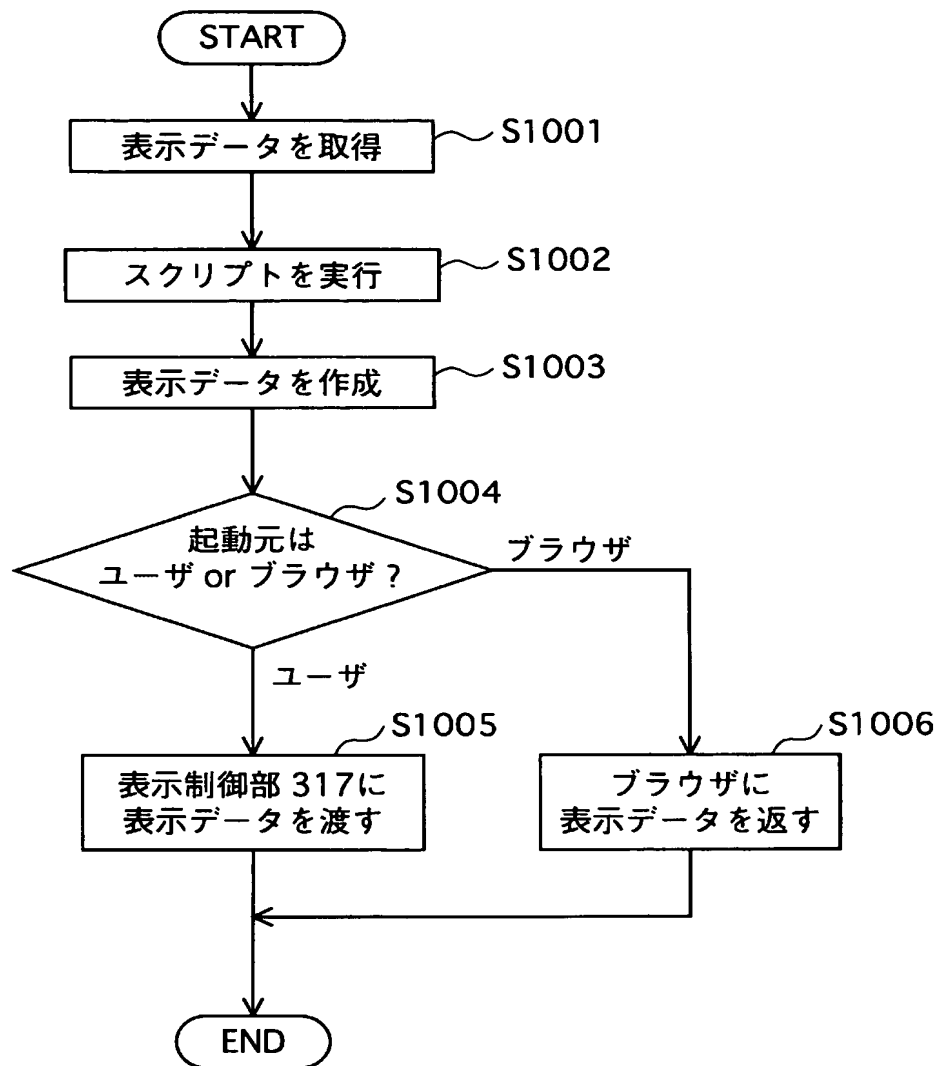 START
表示データを取得
S1001
スクリプトを実行
S1002
表示データを作成
S1003
S1004
起動元は
ユーザ or ブラウザ?
ブラウザ
ユーザ
S1005
表示制御部 317に
表示データを渡す
S1006
ブラウザに
表示データを返す
END